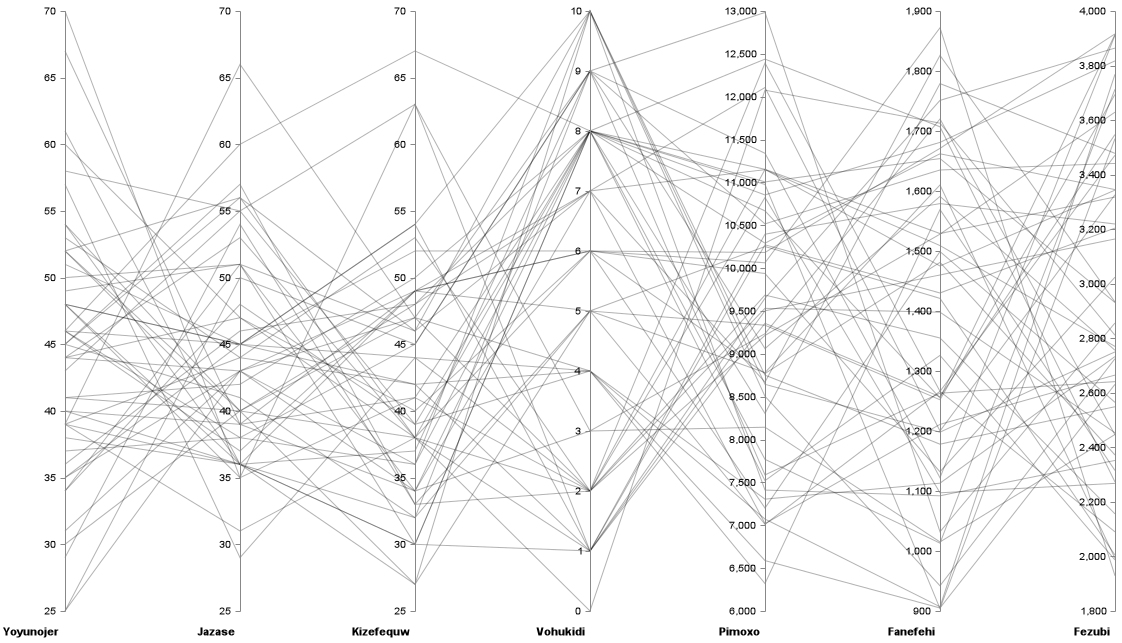 70 70 70 10 13,000 1,900 4,000
65 65 65 9 12,500 1,800 3,800
60 60 60 8 12,000 1,700 3,600
55 55 55 7 11,500 1,600 3,400
50 50 50 6 11,000 1,500 3,200
45 45 45 5 10,500 1,400 3,000
40 40 40 4 10,000 1,300 2,800
35 35 35 3 9,500 1,200 2,600
30 30 30 2 9,000 1,100 2,400
25 25 25 1 8,500 1,000 2,200
0 8,000 900 2,000
7,500 1,800
7,000
6,500
6,000
Yoyunojer Jazase Kizefequw Vohukidi Pimoxo Fanefehi Fezubi